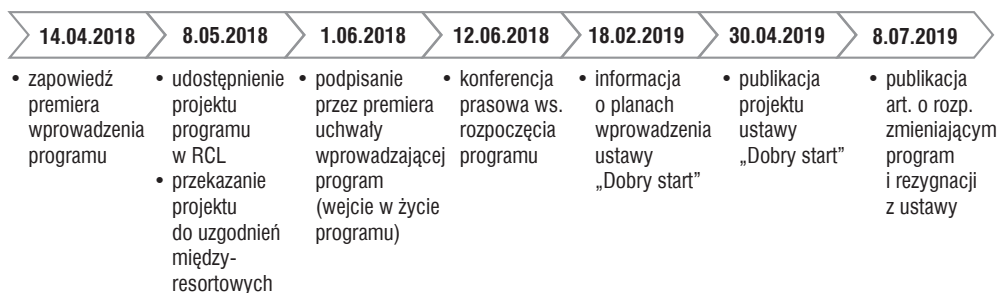 14.04.2018
8.05.2018
1.06.2018
12.06.2018
18.02.2019
30.04.2019
8.07.2019
• zapowiedź
premiera
wprowadzenia
programu
• udostępnienie
projektu
programu
w RCL
• przekazanie
projektu
do uzgodnień
między-
resortowych
• podpisanie
przez premiera
uchwały
wprowadzającej
program
(wejcie w życie
programu)
• konferencja
prasowa ws.
rozpoczęcia
programu
• informacja
o planach
wprowadzenia
ustawy
„Dobry start”
• publikacja
projektu
ustawy
„Dobry start”
• publikacja
art. o rozp.
zmieniającym
program
i rezygnacji
z ustawy